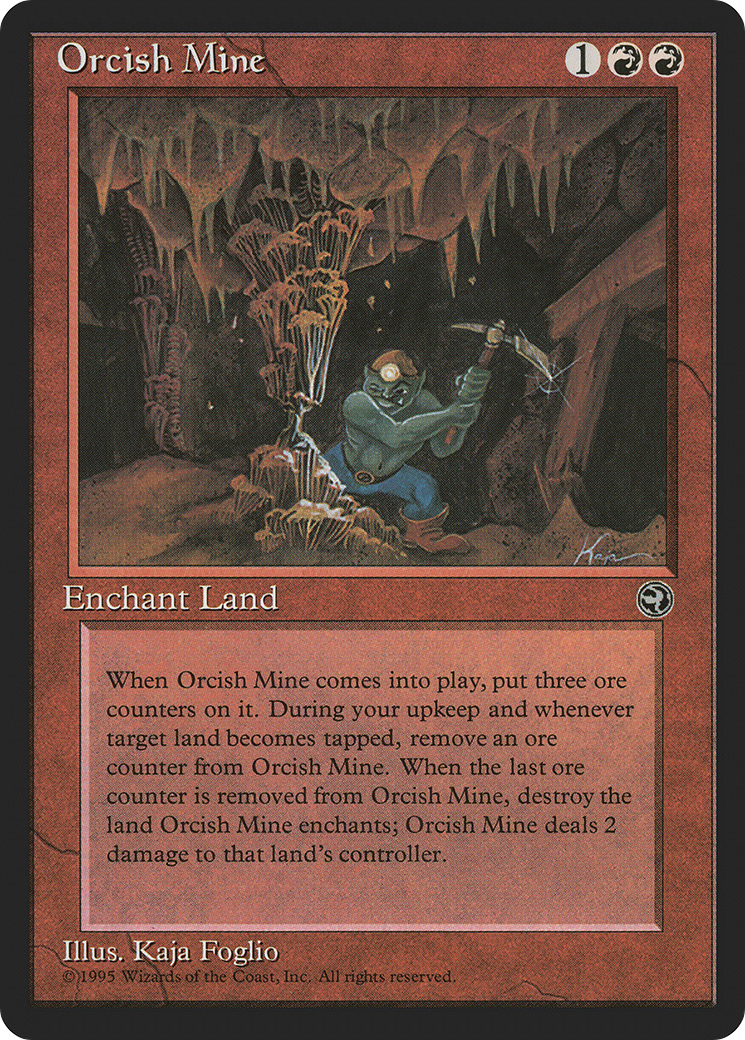 Orcish Mine
1
MINE
Kaja
Enchant Land
When Orcish Mine comes into play, put three ore
counters on it. During your upkeep and whenever
target land becomes tapped, remove an ore
counter from Orcish Mine. When the last ore
counter is removed from Orcish Mine, destroy the
land Orcish Mine enchants; Orcish Mine deals 2
damage to that land's controller.
Illus. Kaja Foglio
©1995 Wizards of the Coast, Inc. All rights reserved.